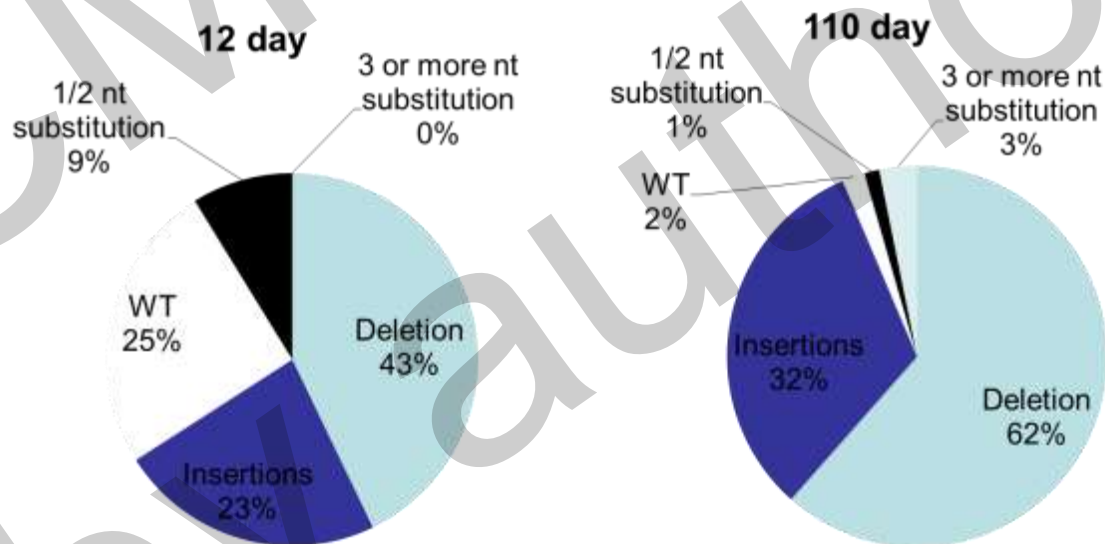 12 day
1/2 nt
substitution
9%
3 or more nt
substitution
0%
WT
25%
Deletion
43%
Insertions
23%
110 day
1/2 nt
substitution
1%
3 or more nt
substitution
3%
WT
2%
Insertions
32%
Deletion
62%